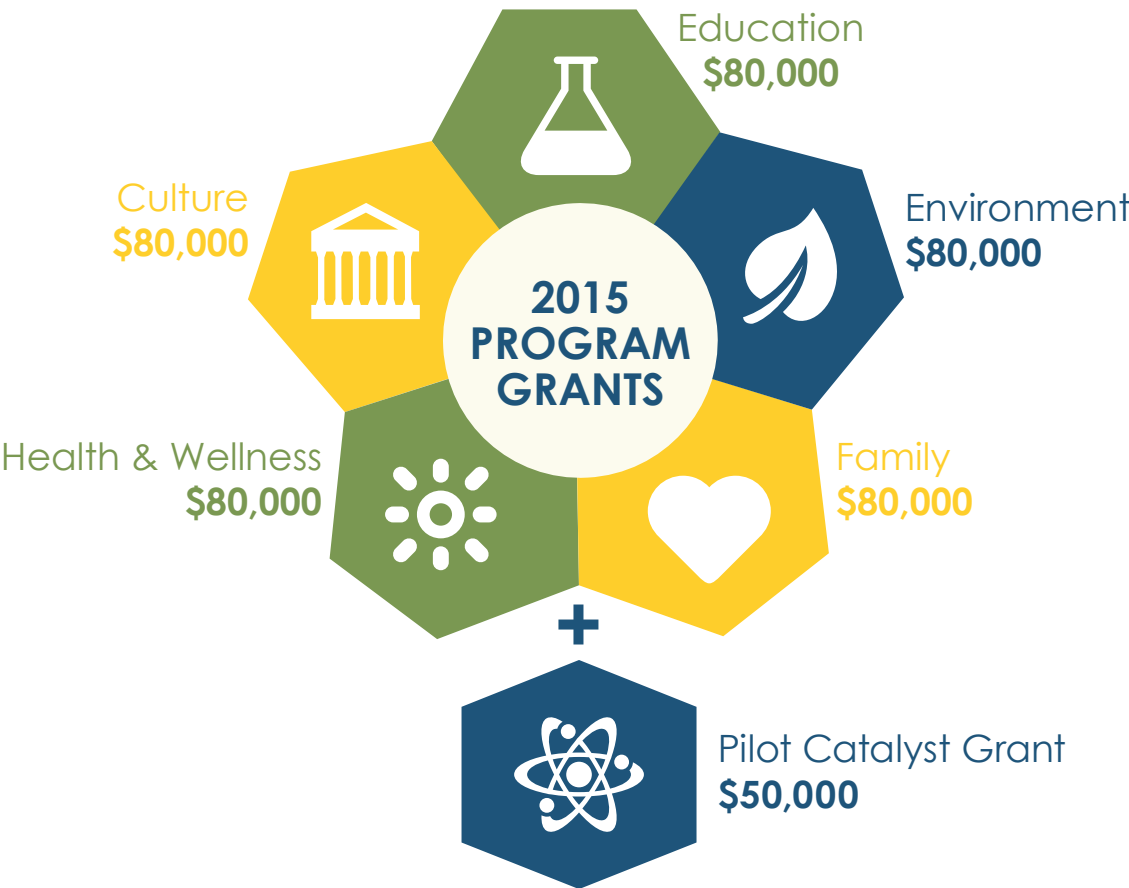 Education
$80,000
Culture
$80,000
Environment
$80,000
2015
PROGRAM
GRANTS
Health & Wellness
$80,000
Family
$80,000
+
Pilot Catalyst Grant
$50,000